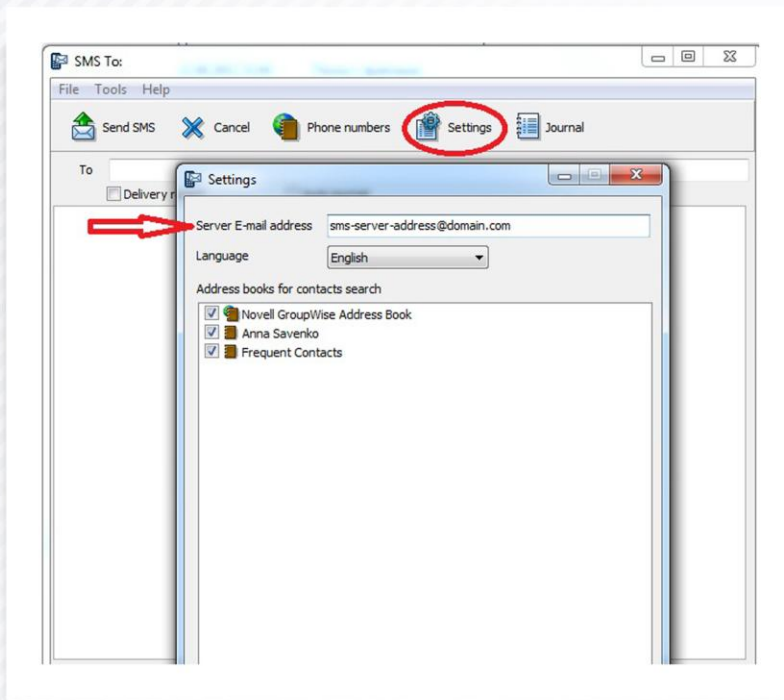 SMS To:
File Tools Help
Send SMS Cancel Phone numbers Settings Journal
To
Delivery
Settings
Server E-mail address sms-server-address@domain.com
Language English
Address books for contacts search
Novell GroupWise Address Book
Anna Savenko
Frequent Contacts